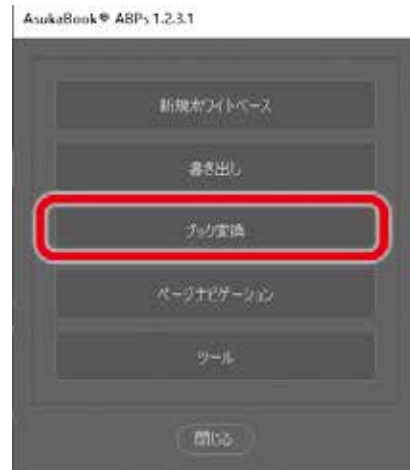 AsukaBook® ABPs 1.2.3.1
新規ホワイトベース
書き出し
ブック変換
ページナビゲーション
ツール
閉じる